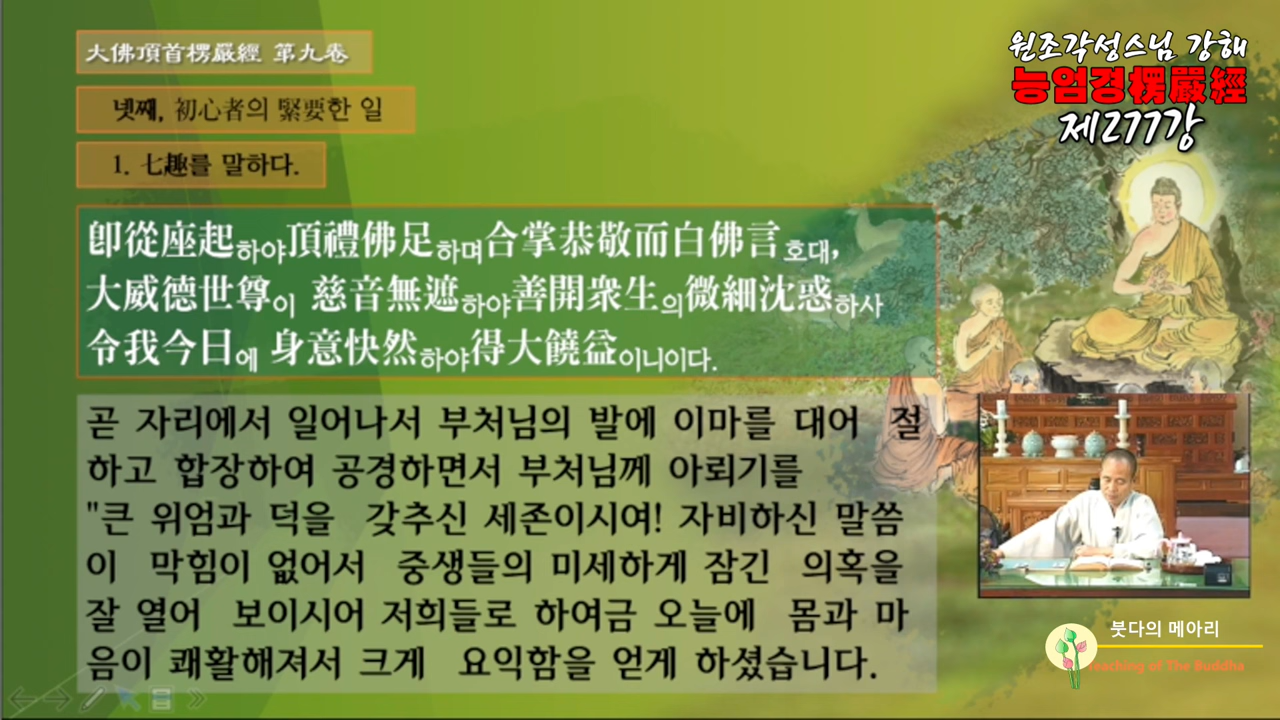 大佛頂首楞嚴經 第九卷
넷째, 初心者의 緊要한 일
1. 七趣를 말하다.
卽從座起하야頂禮佛足하며合掌恭敬而白佛言호대,
大威德世尊이 慈音無遮하야善開衆生의微細沈惑하사
令我今日에 身意快然하야得大饒益이니이다.
곧 자리에서 일어나서 부처님의 발에 이마를 대어 절
하고 합장하여 공경하면서 부처님께 아뢰기를
"큰 위엄과 덕을 갖추신 세존이시여! 자비하신 말씀
이 막힘이 없어서 중생들의 미세하게 잠긴 의혹을
잘 열어 보이시어 저희들로 하여금 오늘에 몸과 마
음이 쾌활해져서 크게 요익함을 얻게 하셨습니다.
원조각성스님 강해
능엄경楞嚴經
제277강
붓다의 메아리
Teaching of The Buddha